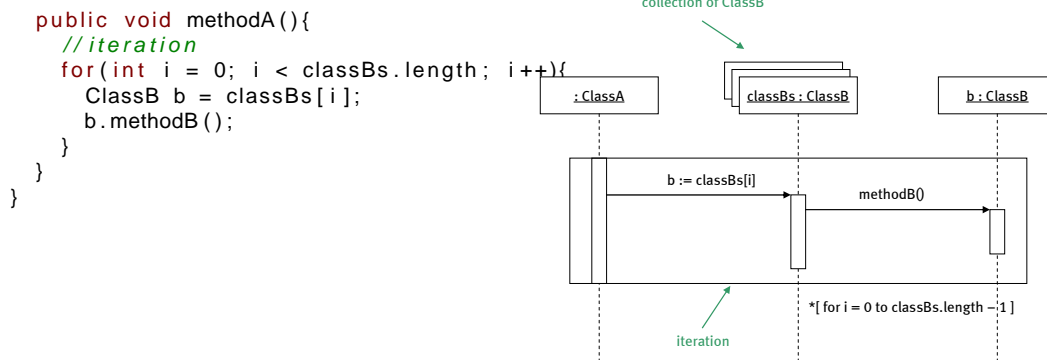 public void methodA(){
//iteration
for(int i = 0; i < classBs.length; i++){
ClassB b = classBs[i];
b.methodB();
}
}
}
collection of ClassB
: ClassA
classBs : ClassB
b : ClassB
b := classBs[i]
methodB()
*[ for i = 0 to classBs.length – 1 ]
iteration